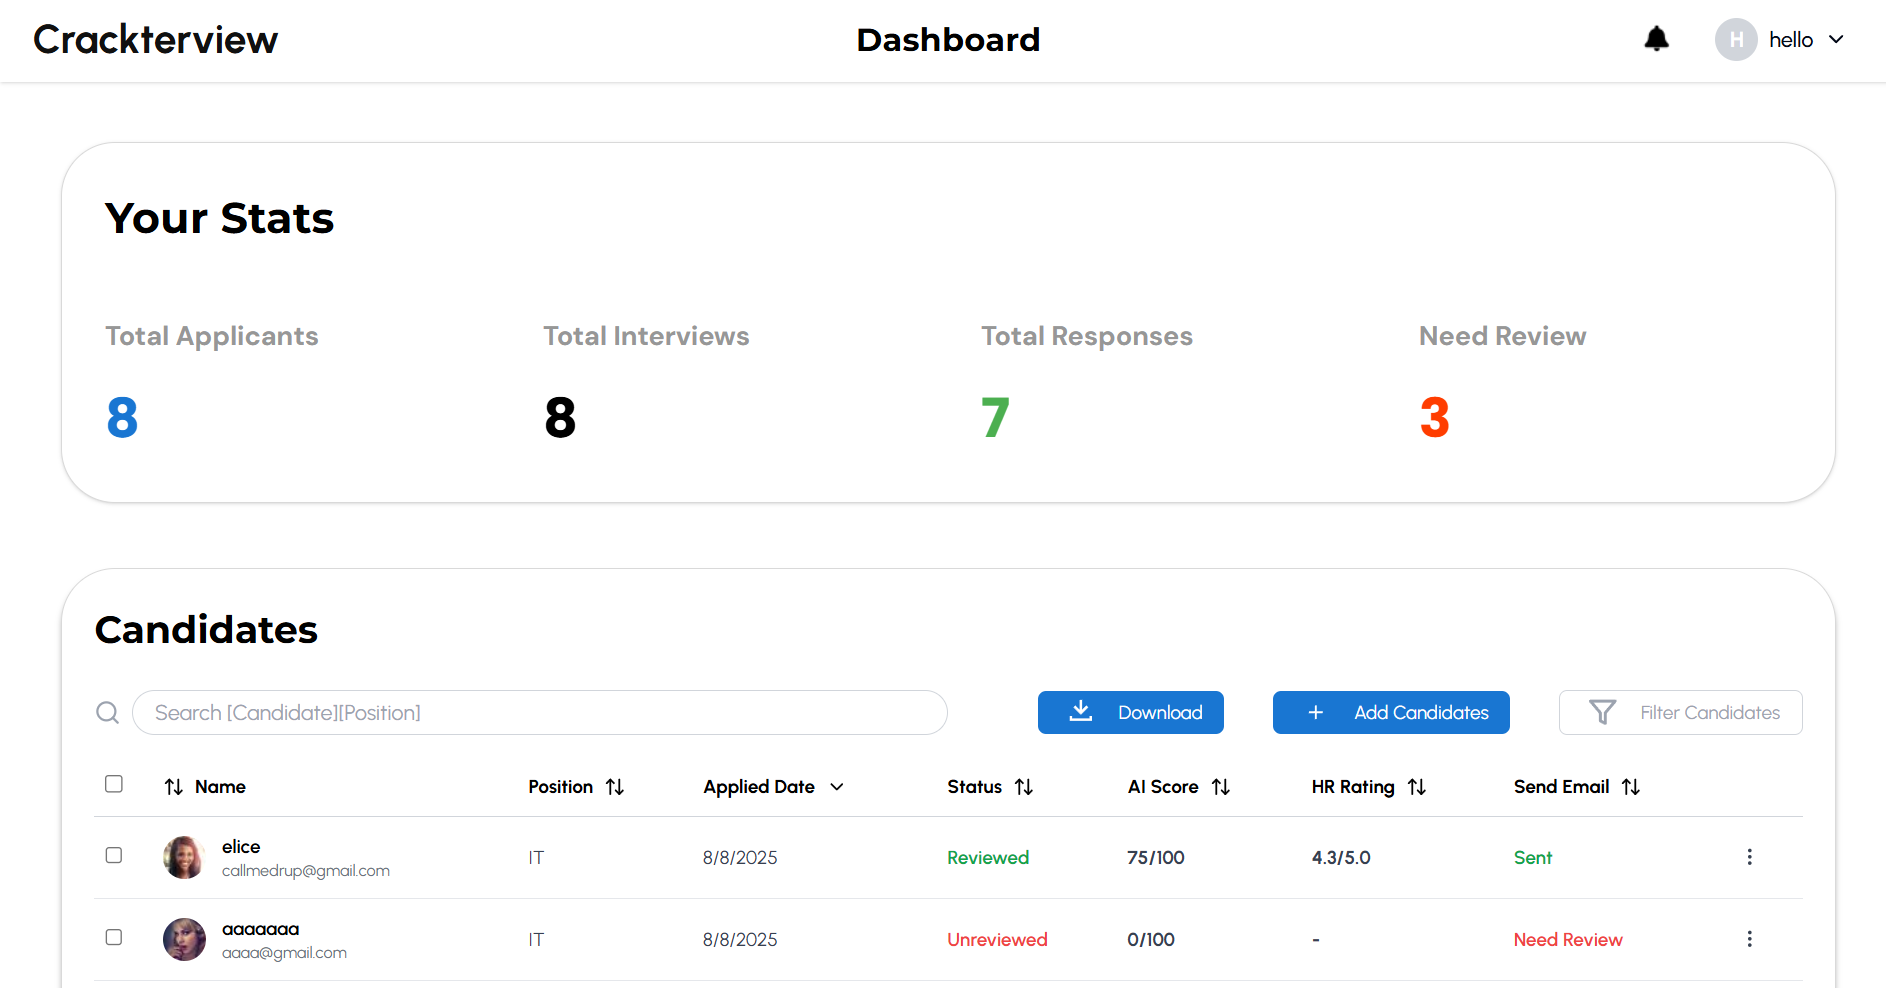 Crackterview
Dashboard
H hello
Your Stats
Total Applicants Total Interviews Total Responses Need Review
8 8 7 3
Candidates
Search [Candidate][Position] Download + Add Candidates Filter Candidates
Name Position Applied Date Status AI Score HR Rating Send Email
elice
callmedrup@gmail.com
IT 8/8/2025 Reviewed 75/100 4.3/5.0 Sent
aaaaaaa
aaaa@gmail.com
IT 8/8/2025 Unreviewed 0/100 - Need Review